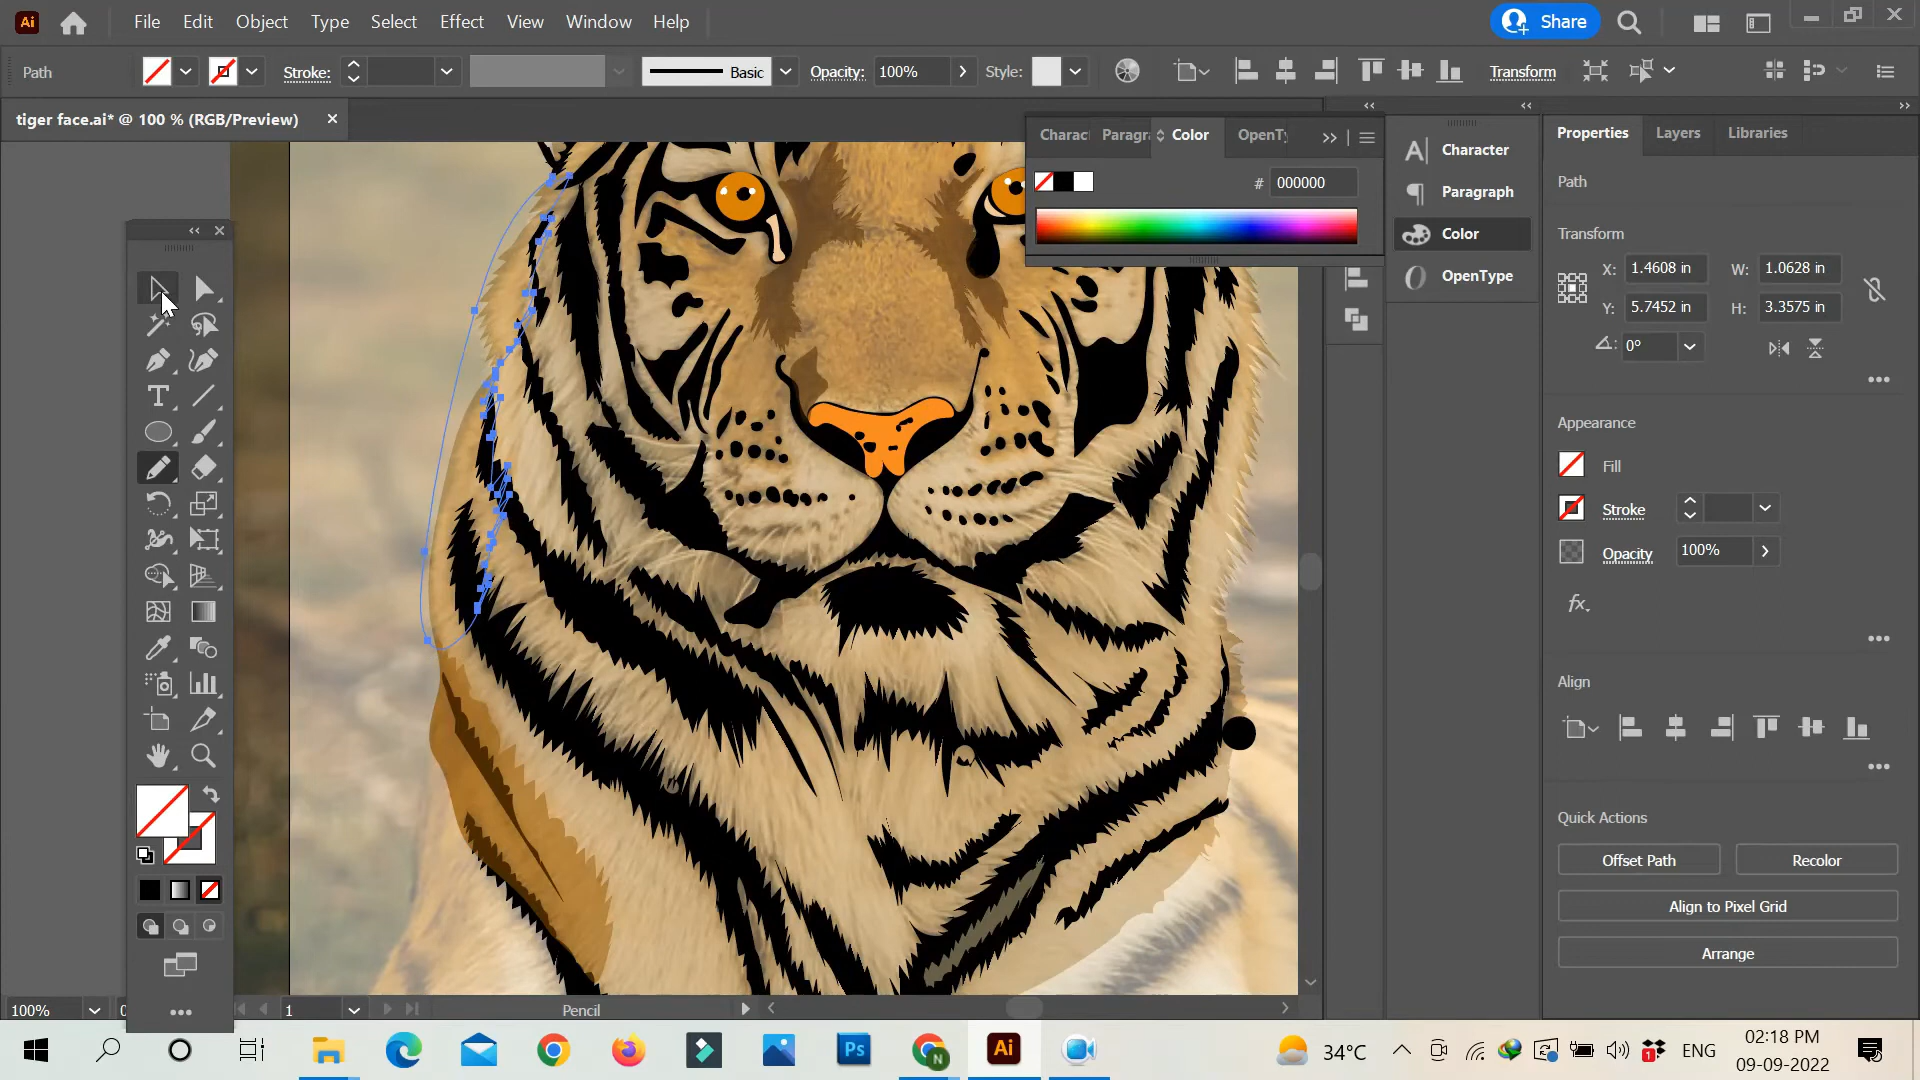 Ai File Edit Object Type Select Effect View Window Help Share
Path Stroke: Basic Opacity: 100% Style: Transform
tiger face.ai* @ 100 % (RGB/Preview)
Color
# 000000
Character
Paragraph
Color
OpenType
Properties Layers Libraries
Path
Transform
X: 1.4608 in W: 1.0628 in
Y: 5.7452 in H: 3.3575 in
0°
Appearance
Fill
Stroke
Opacity 100%
fx
Align
Quick Actions
Offset Path Recolor
Align to Pixel Grid
Arrange
100% 1 Pencil
Ps N Ai 34°C 1 ENG 02:18 PM
09-09-2022